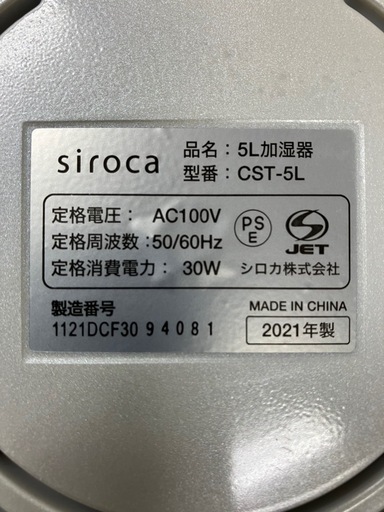 siroca
品名：5L加湿器
型番：CST-5L
定格電圧： AC100V
定格周波数：50/60Hz
定格消費電力： 30W
PS
E
JET
シロカ株式会社
製造番号
1121DCF30 94081
MADE IN CHINA
2021年製